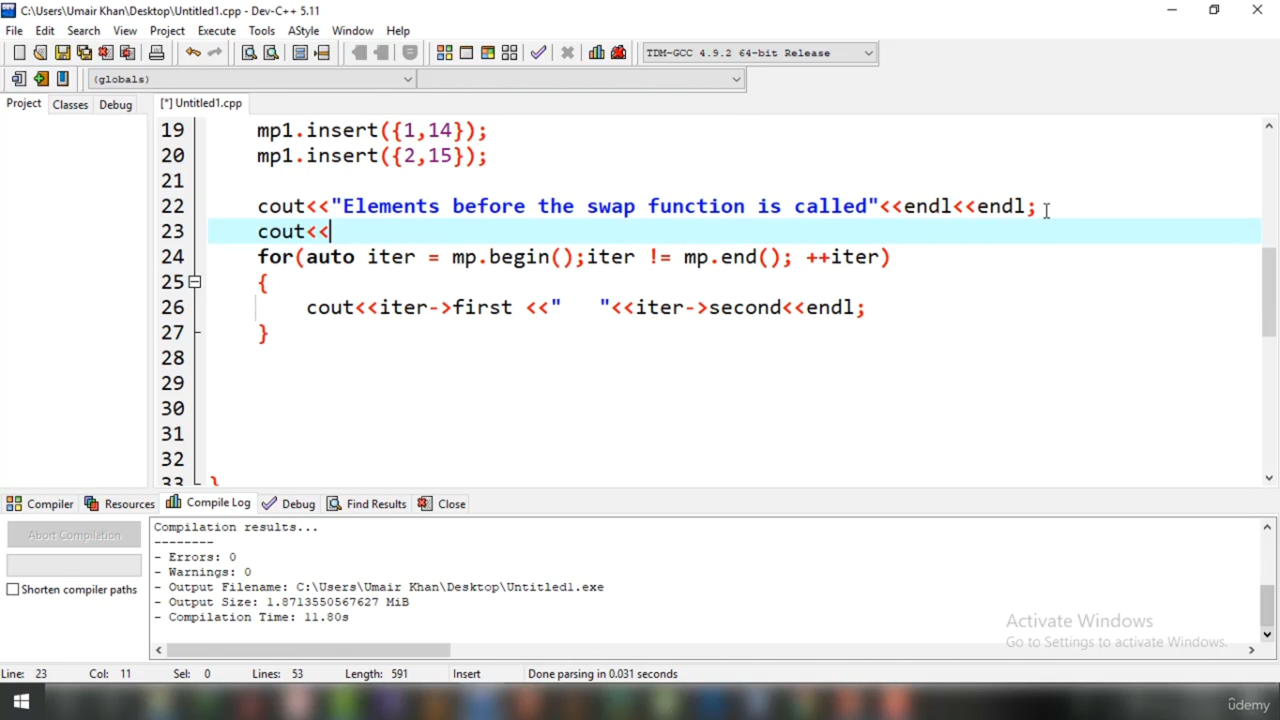 C:\Users\Umair Khan\Desktop\Untitled1.cpp - Dev-C++ 5.11
File Edit Search View Project Execute Tools AStyle Window Help
TDM-GCC 4.9.2 64-bit Release
(globals)
Project Classes Debug [*] Untitled1.cpp
19 mp1.insert({1,14});
20 mp1.insert({2,15});
21
22 cout<<"Elements before the swap function is called"<<endl<<endl;
23 cout<<
24 for(auto iter = mp.begin();iter != mp.end(); ++iter)
25 {
26 cout<<iter->first <<"   "<<iter->second<<endl;
27 }
28
29
30
31
32
33 }
Compiler Resources Compile Log Debug Find Results Close
Abort Compilation
Shorten compiler paths
Compilation results...
--------
- Errors: 0
- Warnings: 0
- Output Filename: C:\Users\Umair Khan\Desktop\Untitled1.exe
- Output Size: 1.8713550567627 MiB
- Compilation Time: 11.80s
Activate Windows
Go to Settings to activate Windows.
Line: 23 Col: 11 Sel: 0 Lines: 53 Length: 591 Insert Done parsing in 0.031 seconds
ûdemy